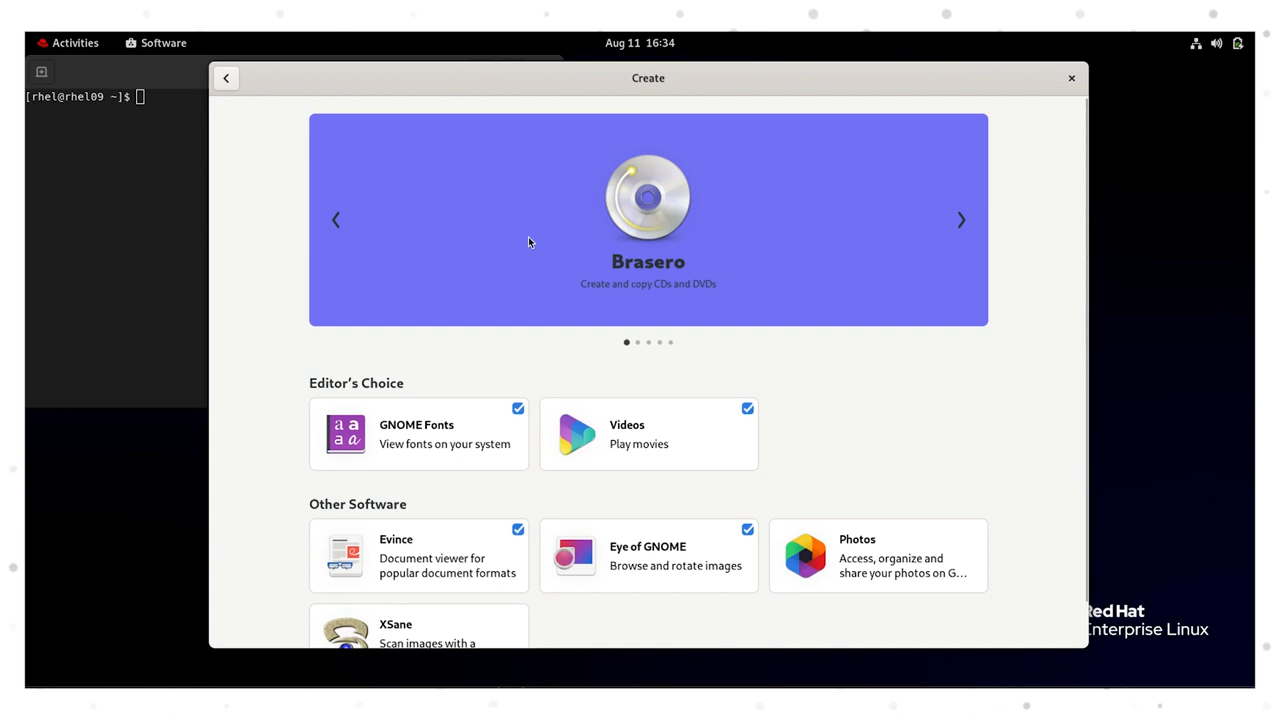 Activities
Software
Aug 11 16:34
[rhel@rhel09 ~]$
Create
Brasero
Create and copy CDs and DVDs
Editor's Choice
GNOME Fonts
View fonts on your system
Videos
Play movies
Other Software
Evince
Document viewer for
popular document formats
Eye of GNOME
Browse and rotate images
Photos
Access, organize and
share your photos on G...
XSane
Scan images with a
Red Hat
Enterprise Linux